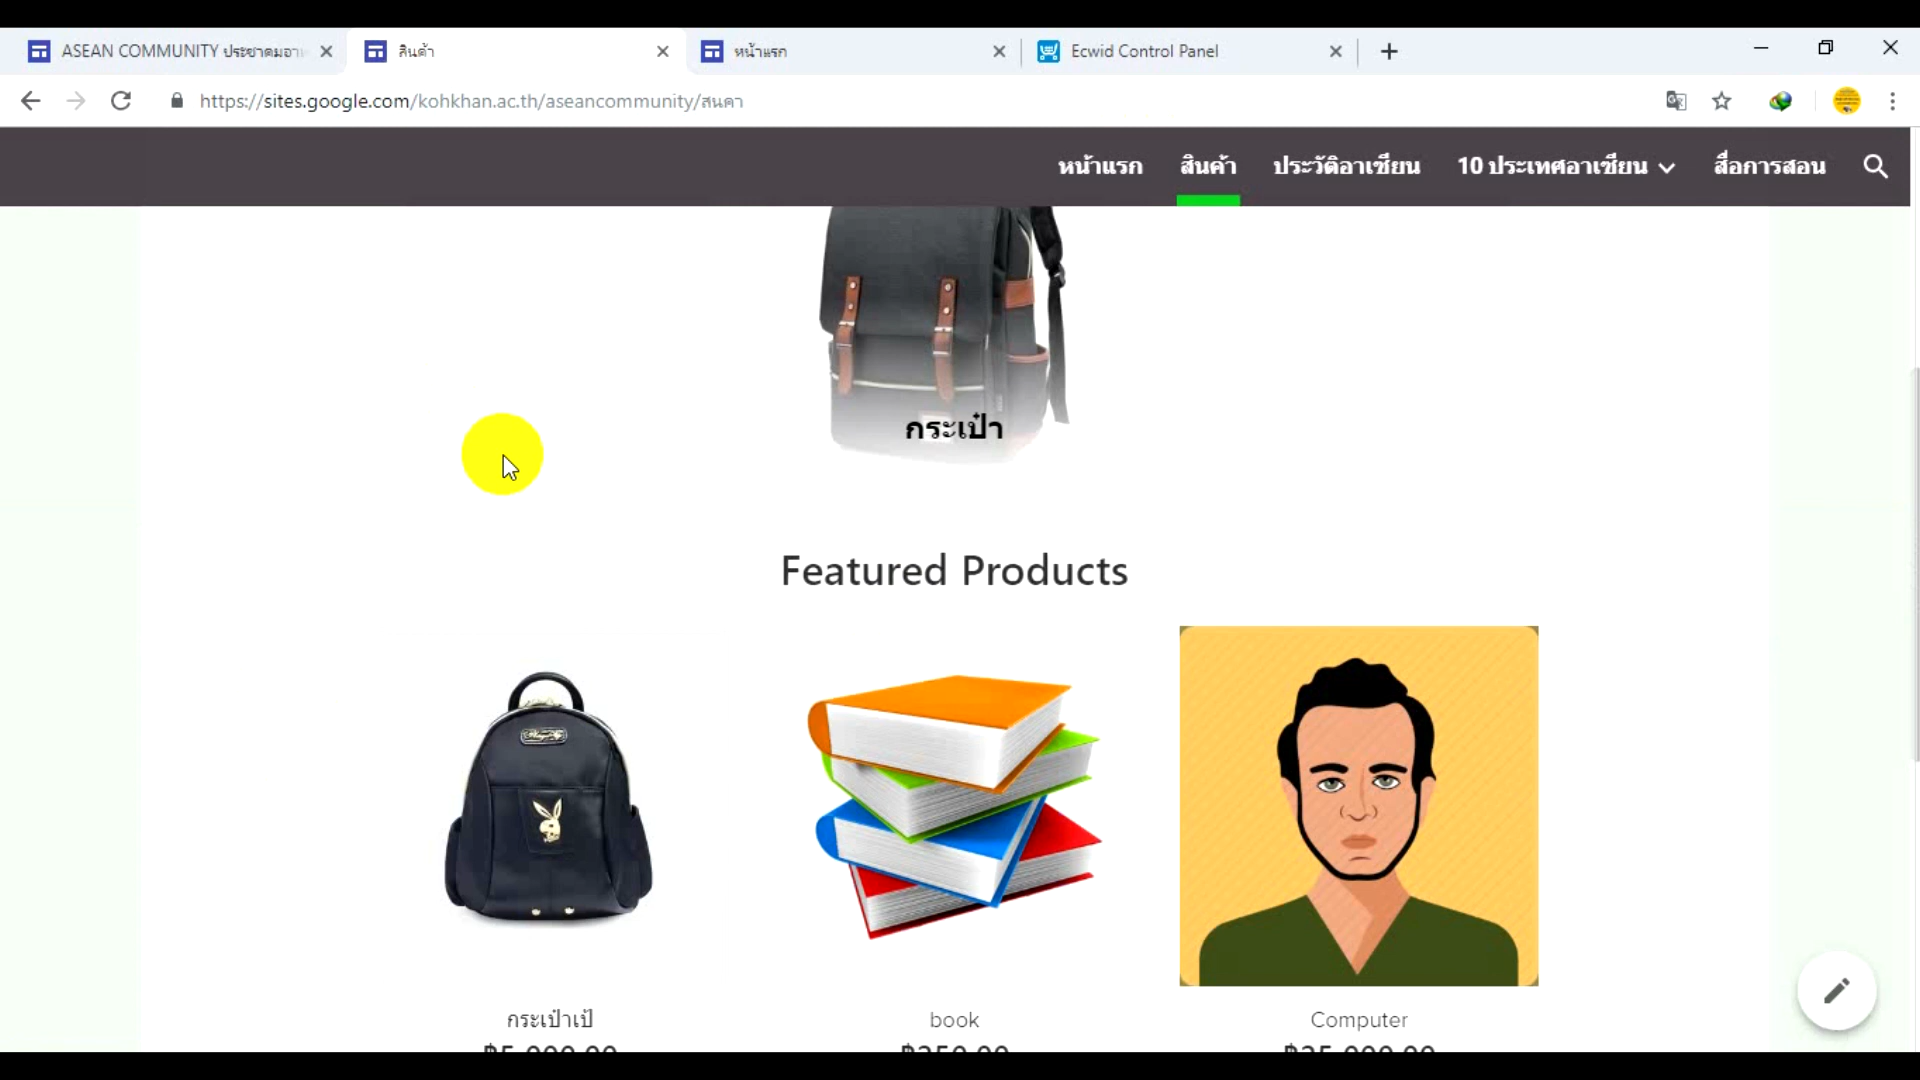 ASEAN COMMUNITY ประชาคมอา
สินค้า
หน้าแรก
Ecwid Control Panel
https://sites.google.com/kohkhan.ac.th/aseancommunity/สนคา
หน้าแรก
สินค้า
ประวัติอาเซียน
10 ประเทศอาเซียน
สื่อการสอน
กระเป๋า
Featured Products
กระเป๋าเป้
book
Computer